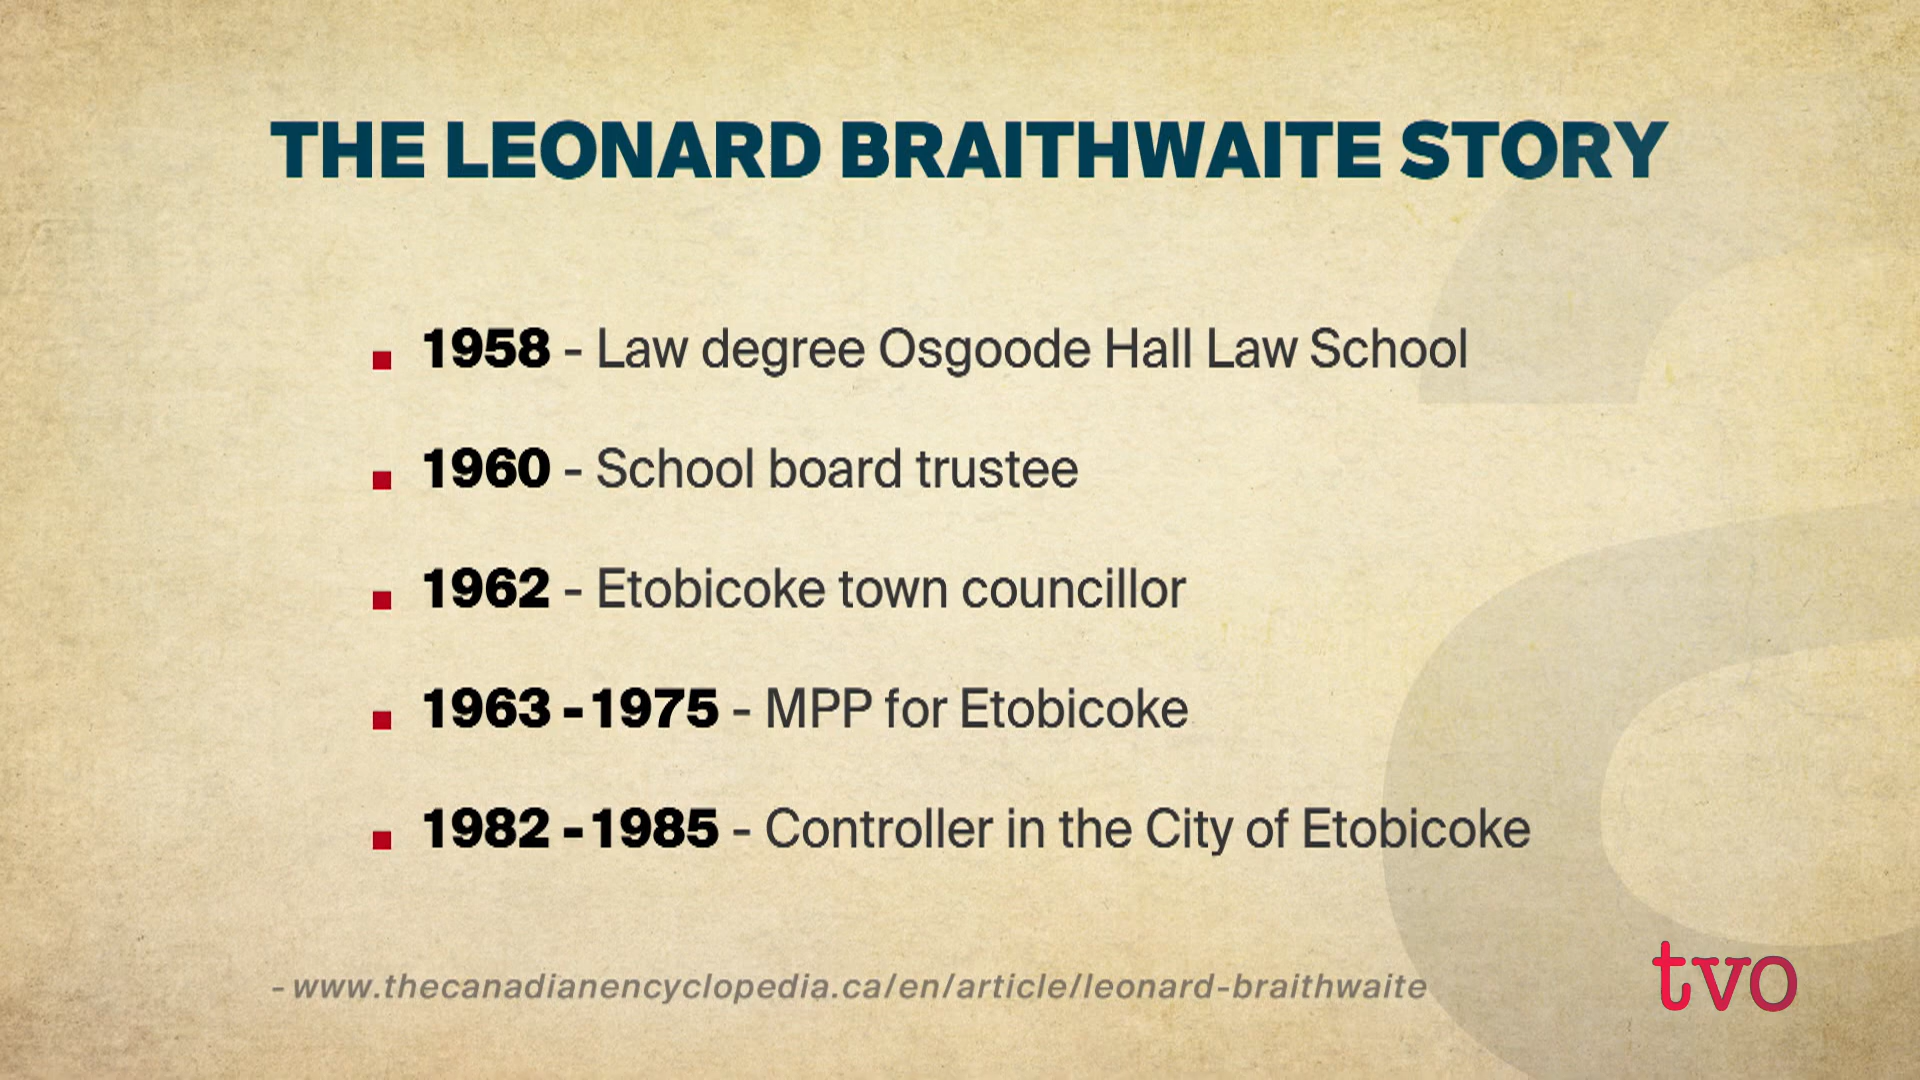 THE LEONARD BRAITHWAITE STORY
▪ 1958 - Law degree Osgoode Hall Law School
▪ 1960 - School board trustee
▪ 1962 - Etobicoke town councillor
▪ 1963 - 1975 - MPP for Etobicoke
▪ 1982 - 1985 - Controller in the City of Etobicoke
- www.thecanadianencyclopedia.ca/en/article/leonard-braithwaite
tvo